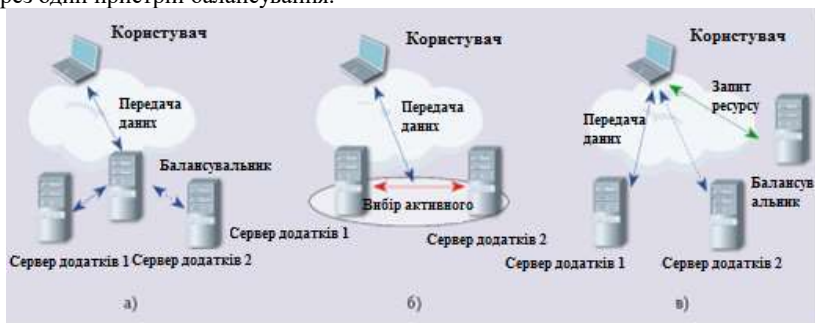 рез один пристрій балансування.
Користувач
Передача
даних
Балансувальник
Сервер додатків 1
Сервер додатків 2
а)
Користувач
Передача
даних
Вибір активного
Сервер додатків 1
Сервер додатків 2
б)
Користувач
Запит
ресурсу
Передача
даних
Балансув
альник
Сервер додатків 1
Сервер додатків 2
в)